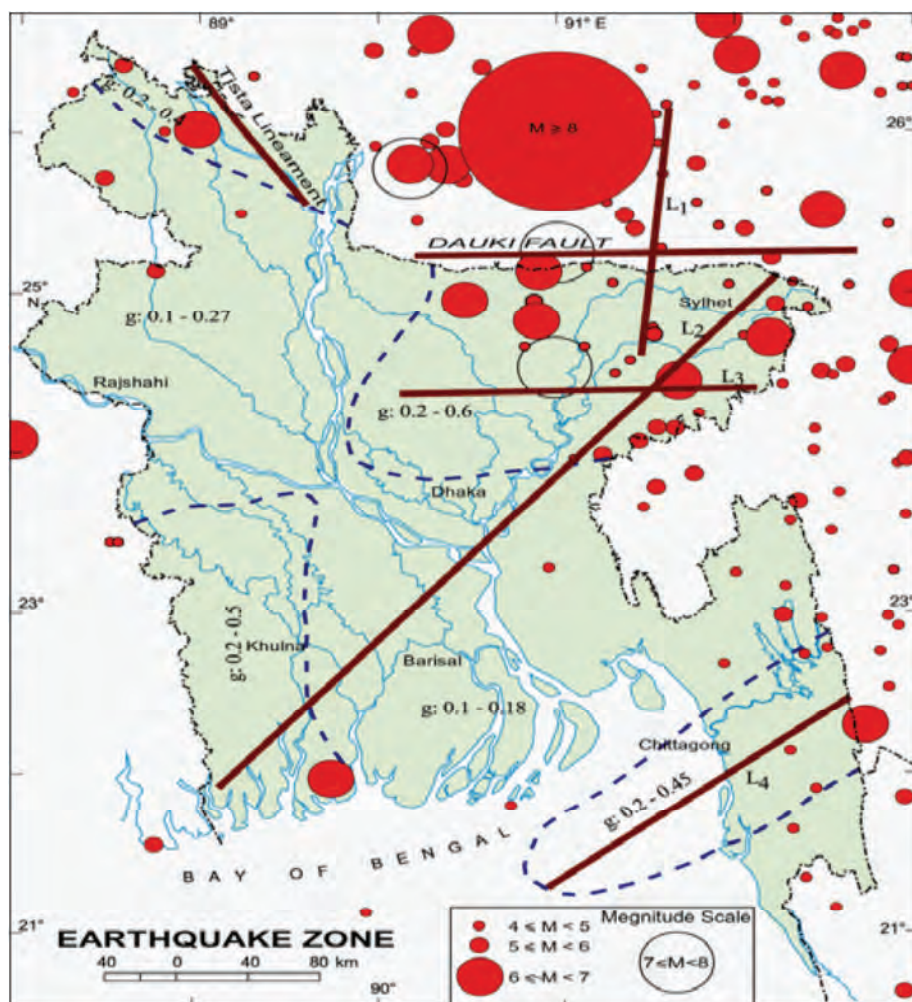 89°
91° E
Tista Lineament
g: 0.2 - 0.4
M ⩾ 8
26°
L1
DAUKI FAULT
25°
N
Sylhet
g: 0.1 - 0.27
L2
Rajshahi
L3
g: 0.2 - 0.6
Dhaka
23°
23°
g: 0.2 - 0.5
Khulna
Barisal
g: 0.1 - 0.18
Chittagong
L4
g: 0.2 - 0.45
BAY OF BENGAL
21°
21°
EARTHQUAKE ZONE
40 0 40 80 km
90°
Megnitude Scale
4 ⩽ M < 5
5 ⩽ M < 6
6 ⩽ M < 7
7⩽M<8